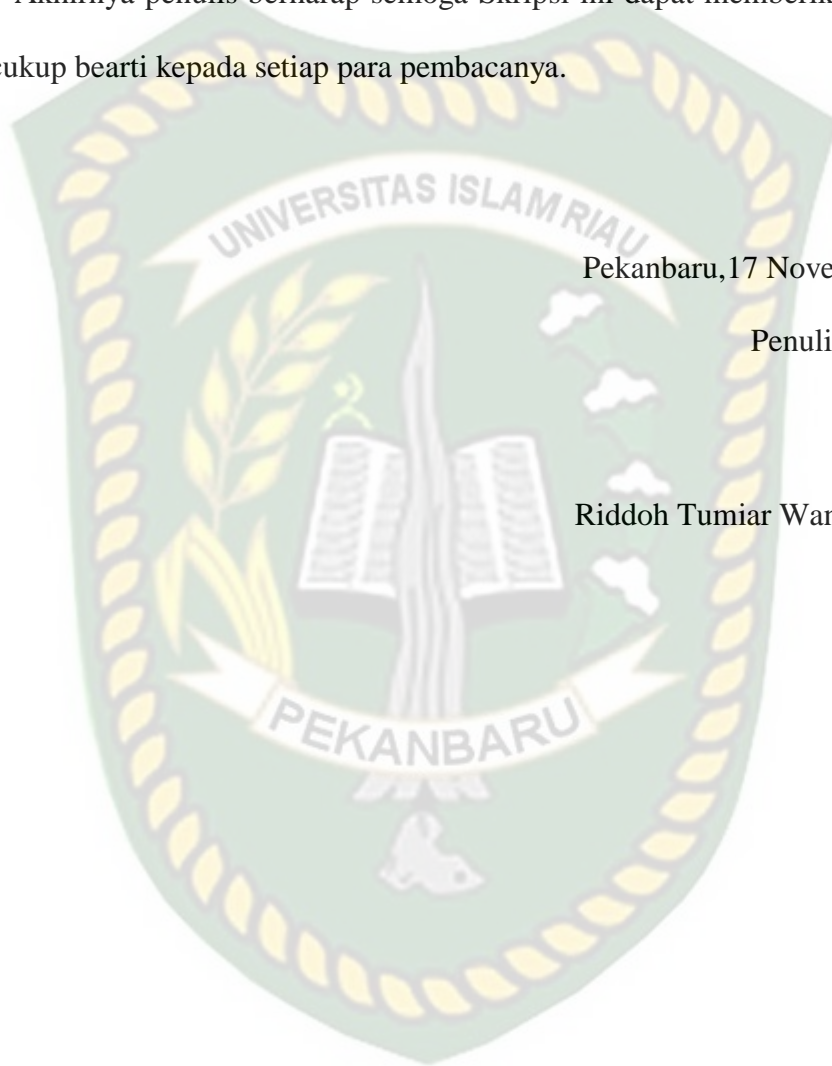 Akhirnya penulis berharap semoga Skripsi ini dapat memberik
cukup bearti kepada setiap para pembacanya.
UNIVERSITAS ISLAM RIAU
Pekanbaru,17 Nove
Penuli
Riddoh Tumiar War
PEKANBARU